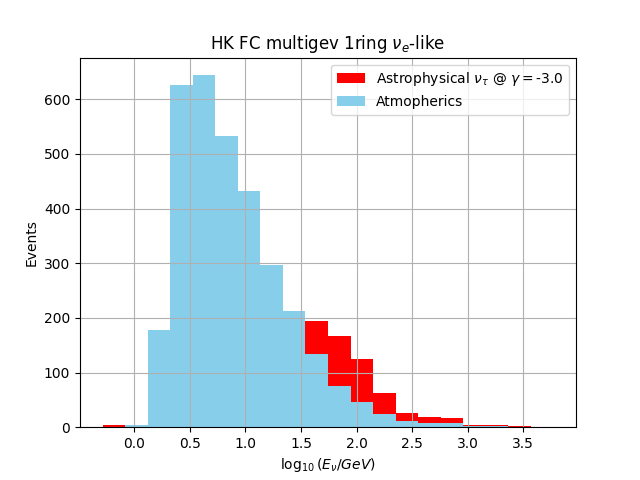 HK FC multigev 1ring νₑ-like
Astrophysical ντ @ γ = -3.0
Atmopherics
Events
600
500
400
300
200
100
0
0.0 0.5 1.0 1.5 2.0 2.5 3.0 3.5
log₁₀ (Eν/GeV)